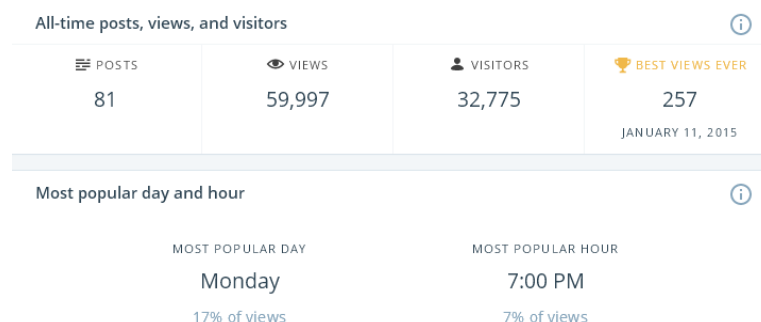 All-time posts, views, and visitors
POSTS VIEWS VISITORS BEST VIEWS EVER
81 59,997 32,775 257
JANUARY 11, 2015
Most popular day and hour
MOST POPULAR DAY MOST POPULAR HOUR
Monday 7:00 PM
17% of views 7% of views